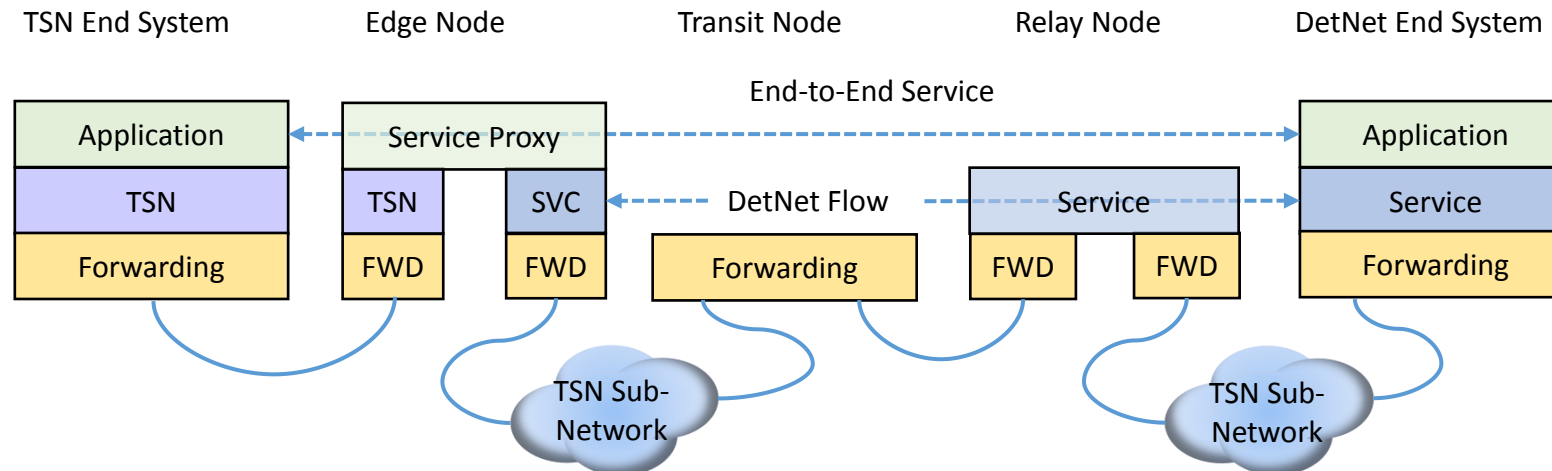 TSN End System
Edge Node
Transit Node
Relay Node
DetNet End System
End-to-End Service
Application
Service Proxy
Application
TSN
TSN
SVC
DetNet Flow
Service
Service
Forwarding
FWD
FWD
Forwarding
FWD
FWD
Forwarding
TSN Sub-
Network
TSN Sub-
Network